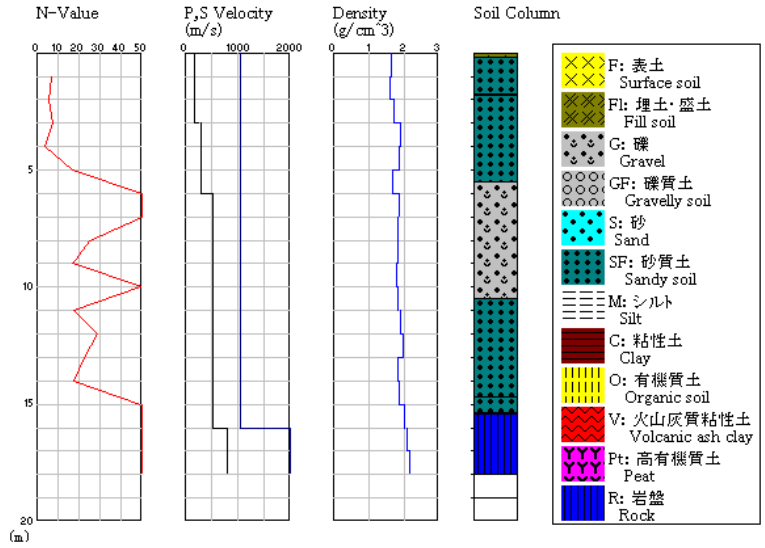 N-Value
P,S Velocity
(m/s)
Density
(g/cm^3)
Soil Column
0 10 20 30 40 50
0 1000 2000
0 1 2 3
5
10
15
20
(m)
F: 表土
Surface soil
Fl: 埋土・盛土
Fill soil
G: 礫
Gravel
GF: 礫質土
Gravelly soil
S: 砂
Sand
SF: 砂質土
Sandy soil
M: シルト
Silt
C: 粘性土
Clay
O: 有機質土
Organic soil
V: 火山灰質粘性土
Volcanic ash clay
Pt: 高有機質土
Peat
R: 岩盤
Rock